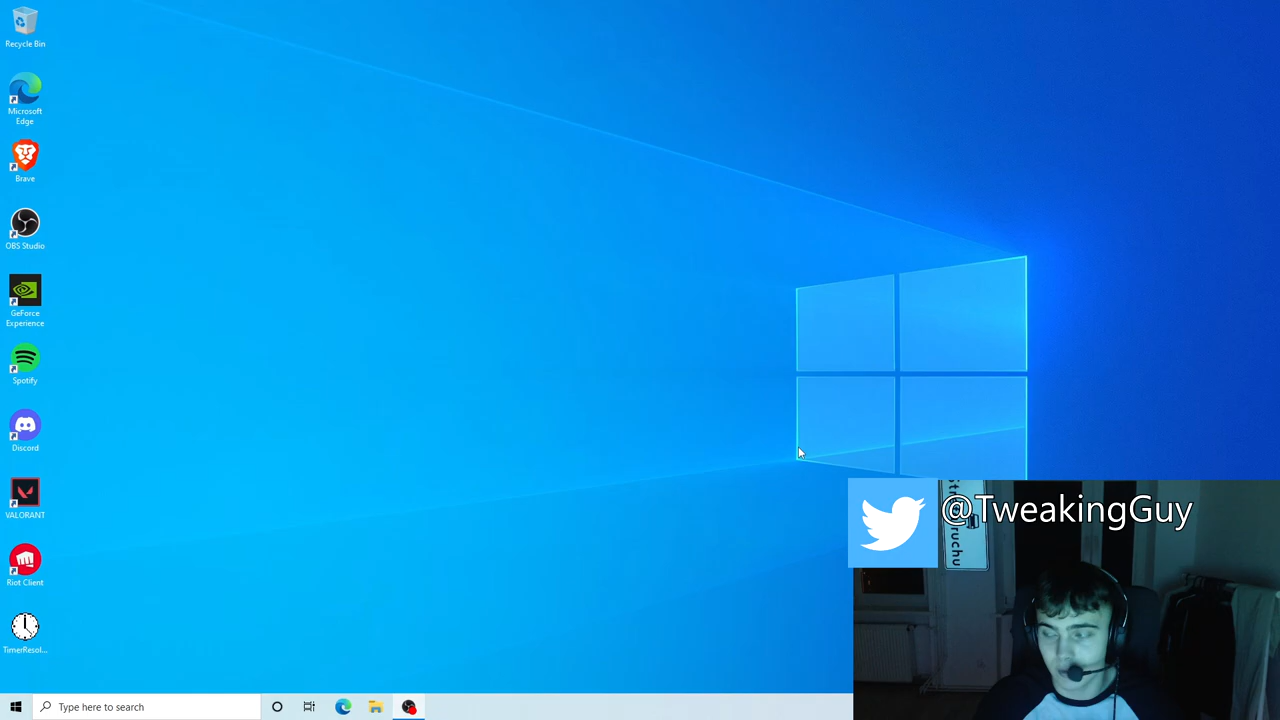 Recycle Bin
Microsoft
Edge
Brave
OBS Studio
GeForce
Experience
Spotify
Discord
VALORANT
Riot Client
TimerResol...
@TweakingGuy
ruchu
Type here to search